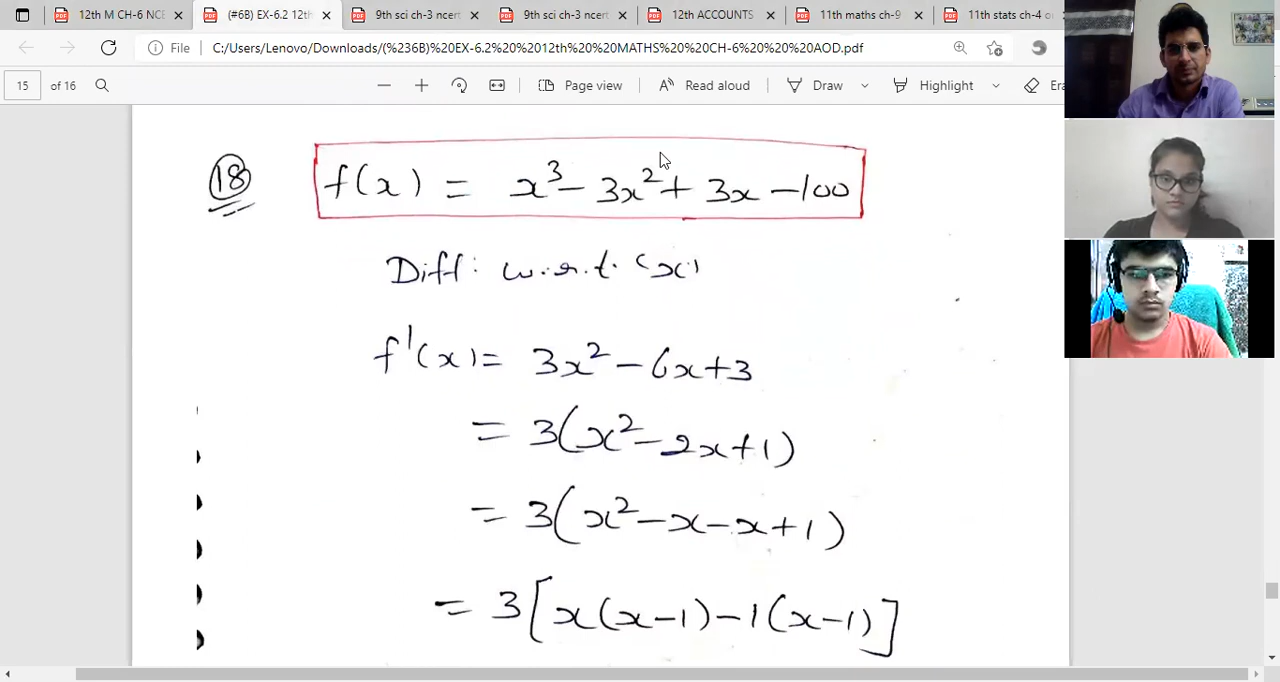 12th M CH-6 NCE
(#6B) EX-6.2 12th
9th sci ch-3 ncert
9th sci ch-3 ncert
12th ACCOUNTS
11th maths ch-9
11th stats ch-4 o
File C:/Users/Lenovo/Downloads/(%236B)%20EX-6.2%20%20%2012th%20%20MATHS%20%20%20CH-6%20%20%20%20AOD.pdf
15 of 16 Page view Read aloud Draw Highlight Era
18 f(x) = x³ - 3x² + 3x - 100
Diff: w.r.t. (x)
f'(x) = 3x² - 6x + 3
= 3(x² - 2x + 1)
= 3(x² - x - x + 1)
= 3[x(x-1) - 1(x-1)]